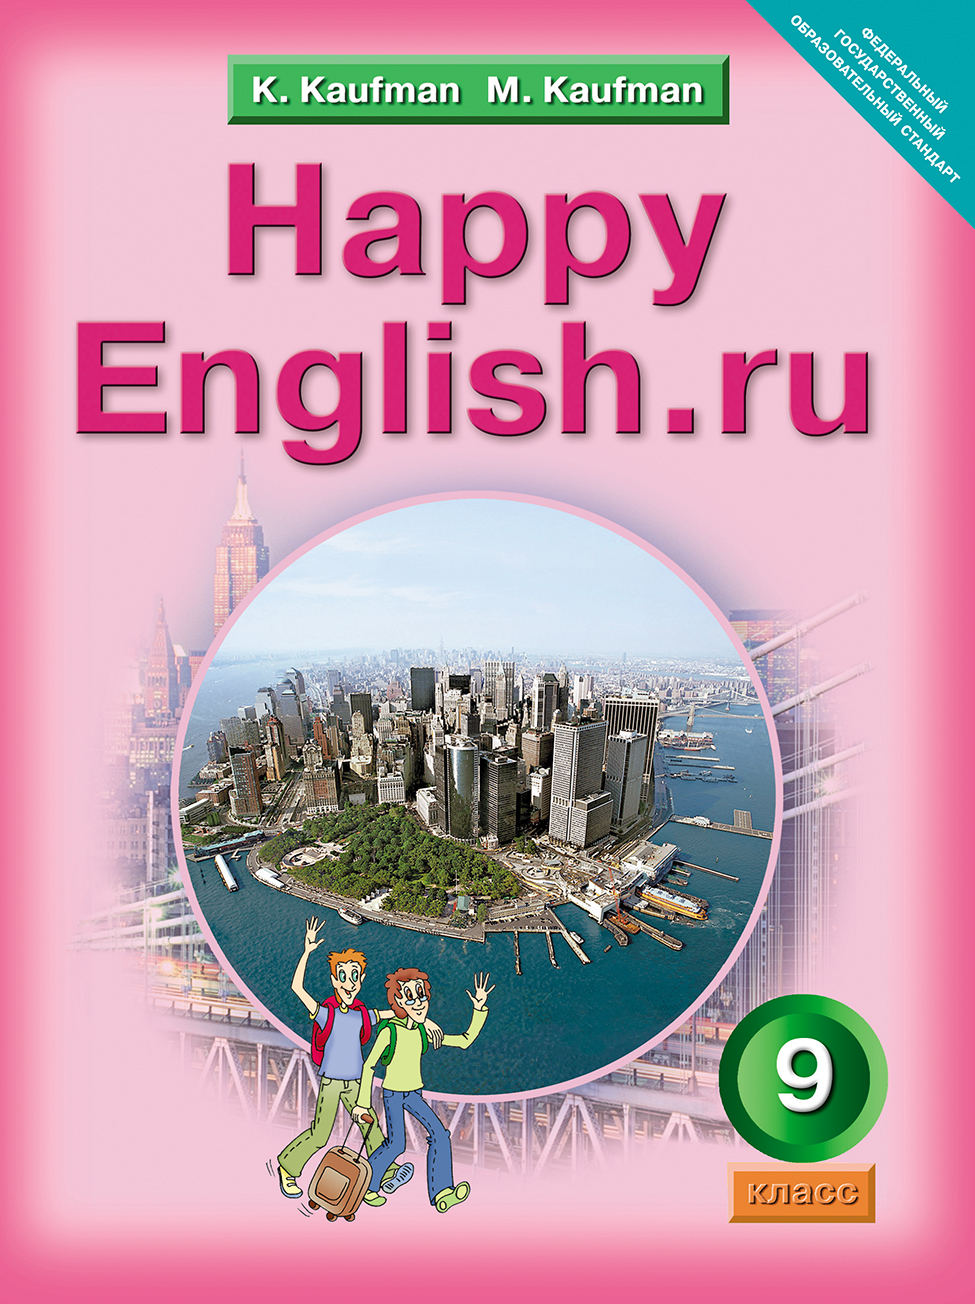 K. Kaufman M. Kaufman
ФЕДЕРАЛЬНЫЙ
ГОСУДАРСТВЕННЫЙ
ОБРАЗОВАТЕЛЬНЫЙ СТАНДАРТ
Happy
English.ru
9
класс